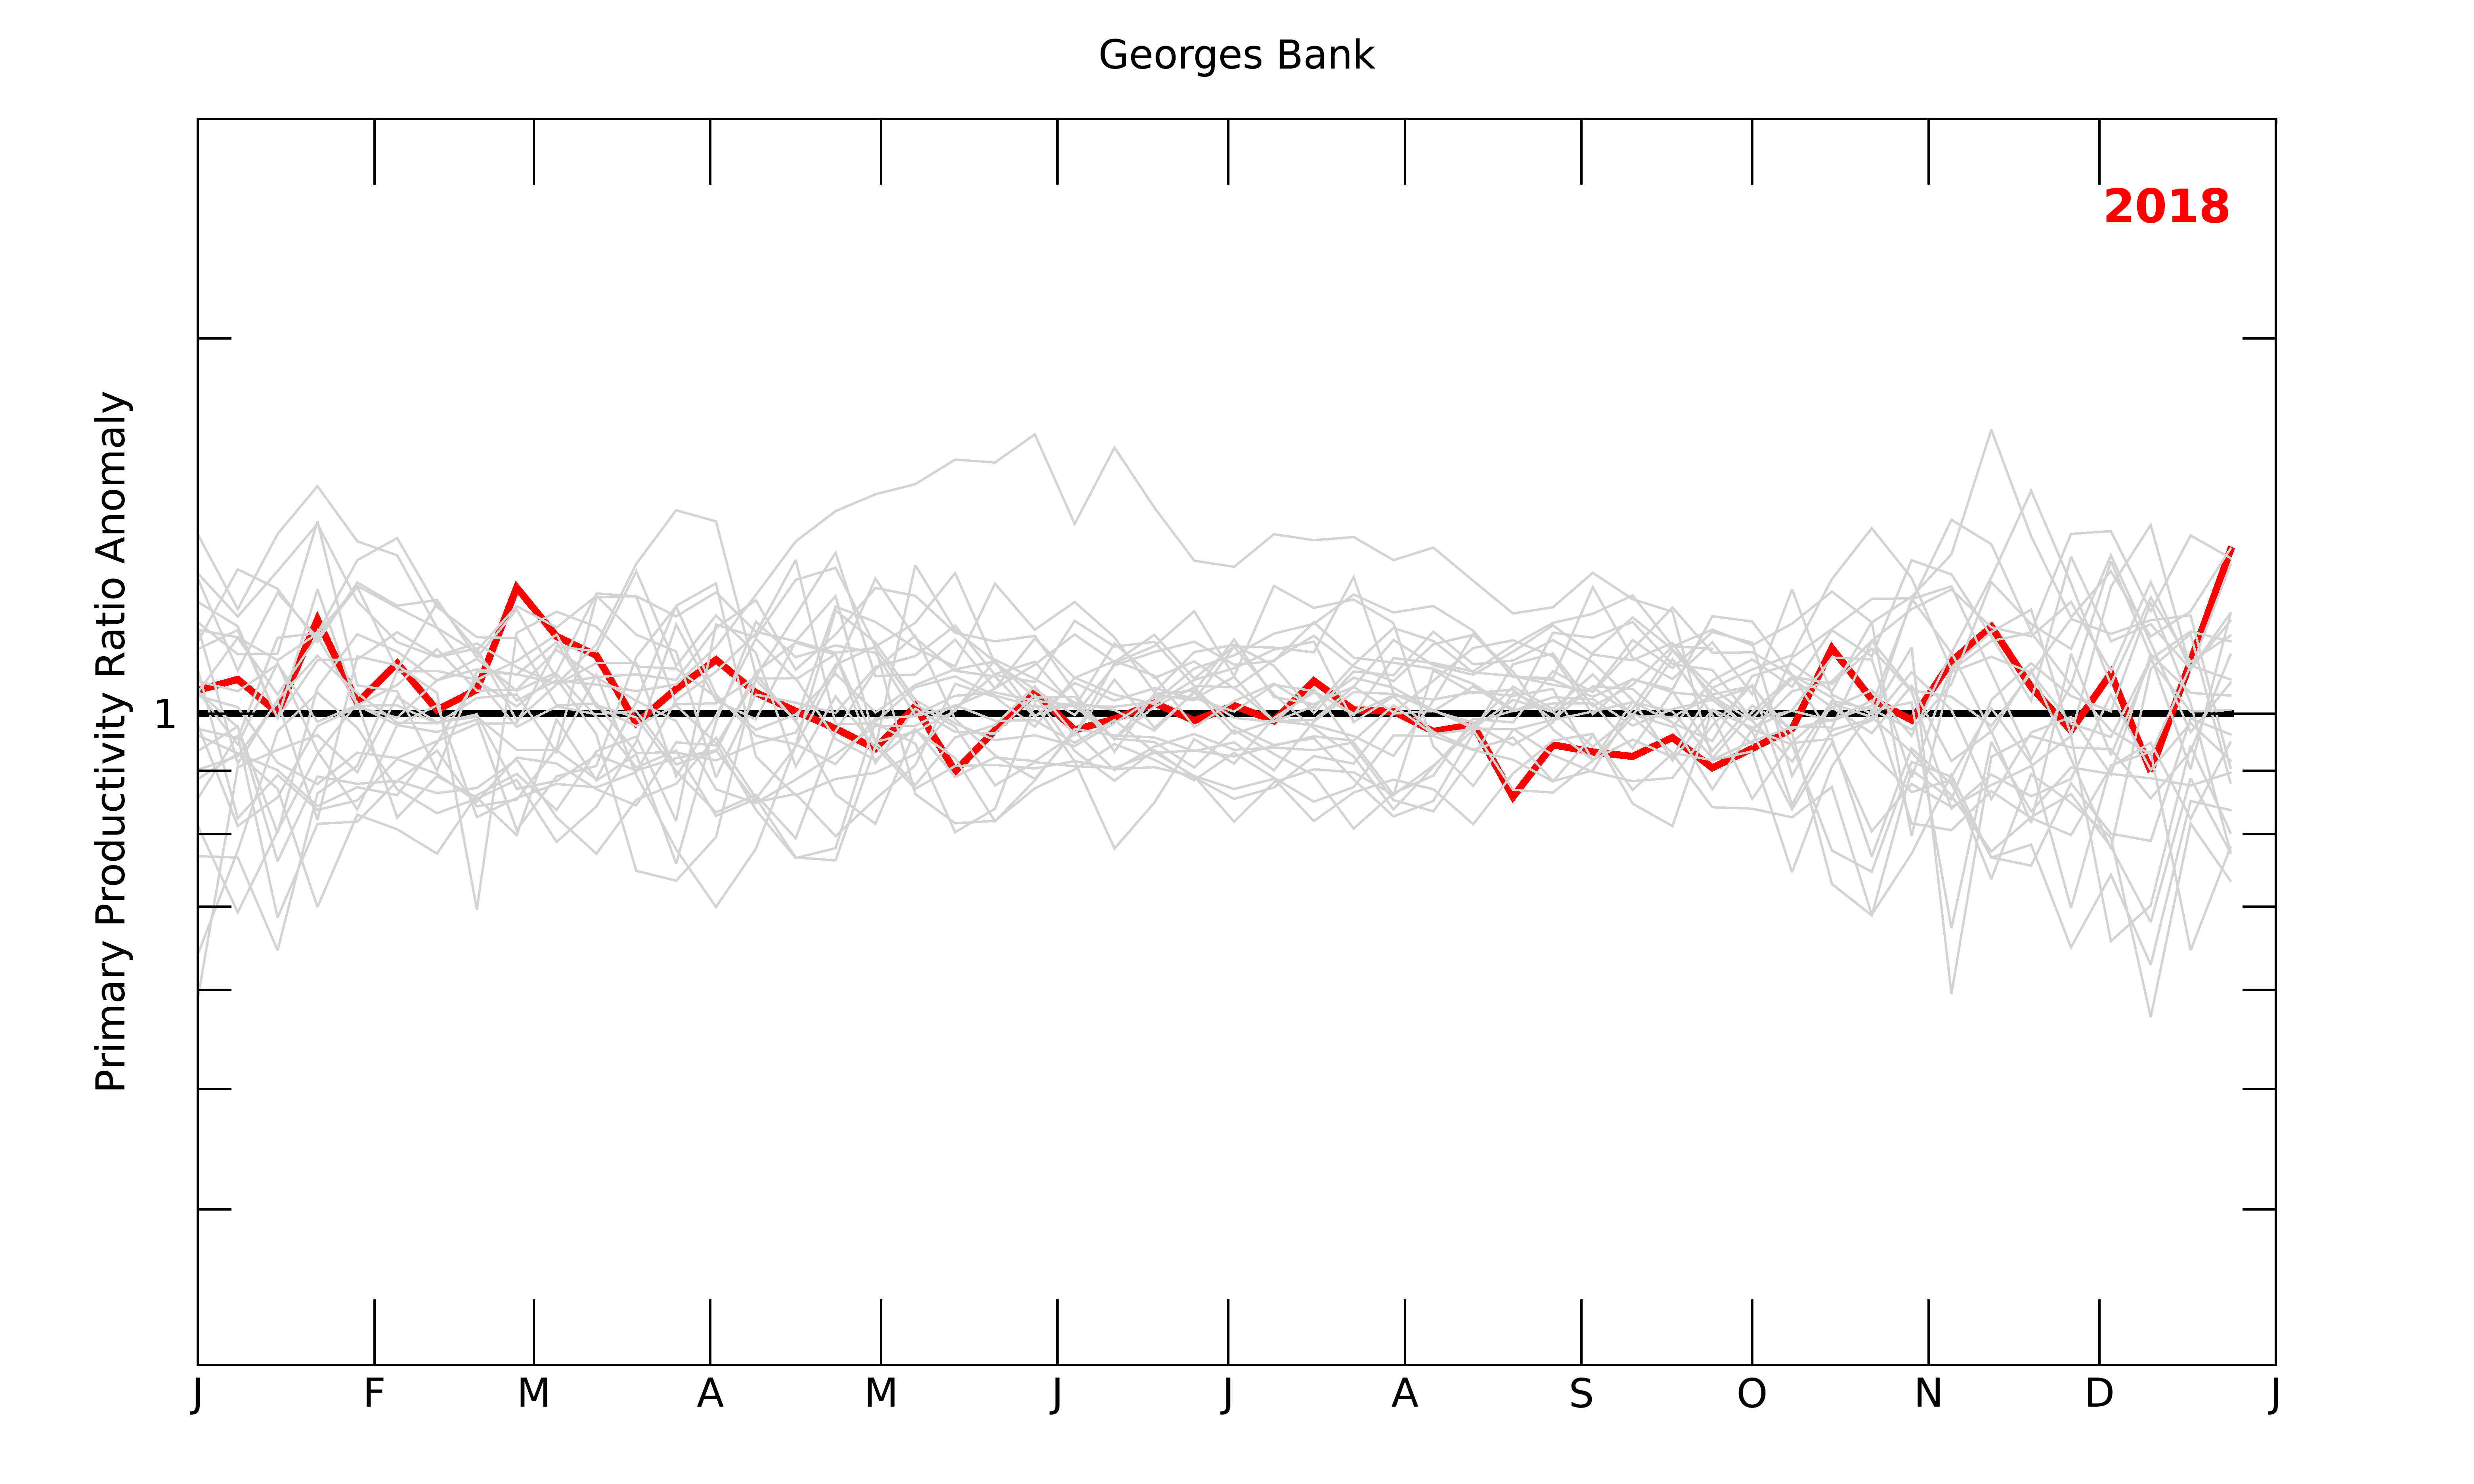 Georges Bank
2018
Primary Productivity Ratio Anomaly
1
J F M A M J J A S O N D J